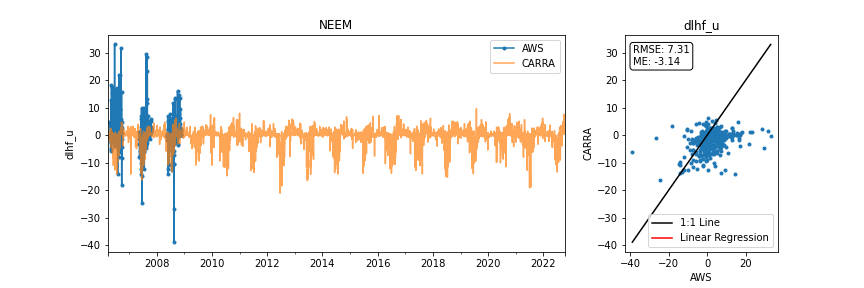 NEEM
dlhf_u
30
20
10
0
−10
−20
−30
−40
2008
2010
2012
2014
2016
2018
2020
2022
AWS
CARRA
dlhf_u
RMSE: 7.31
ME: -3.14
CARRA
30
20
10
0
−10
−20
−30
−40
−40
−20
0
20
AWS
1:1 Line
Linear Regression